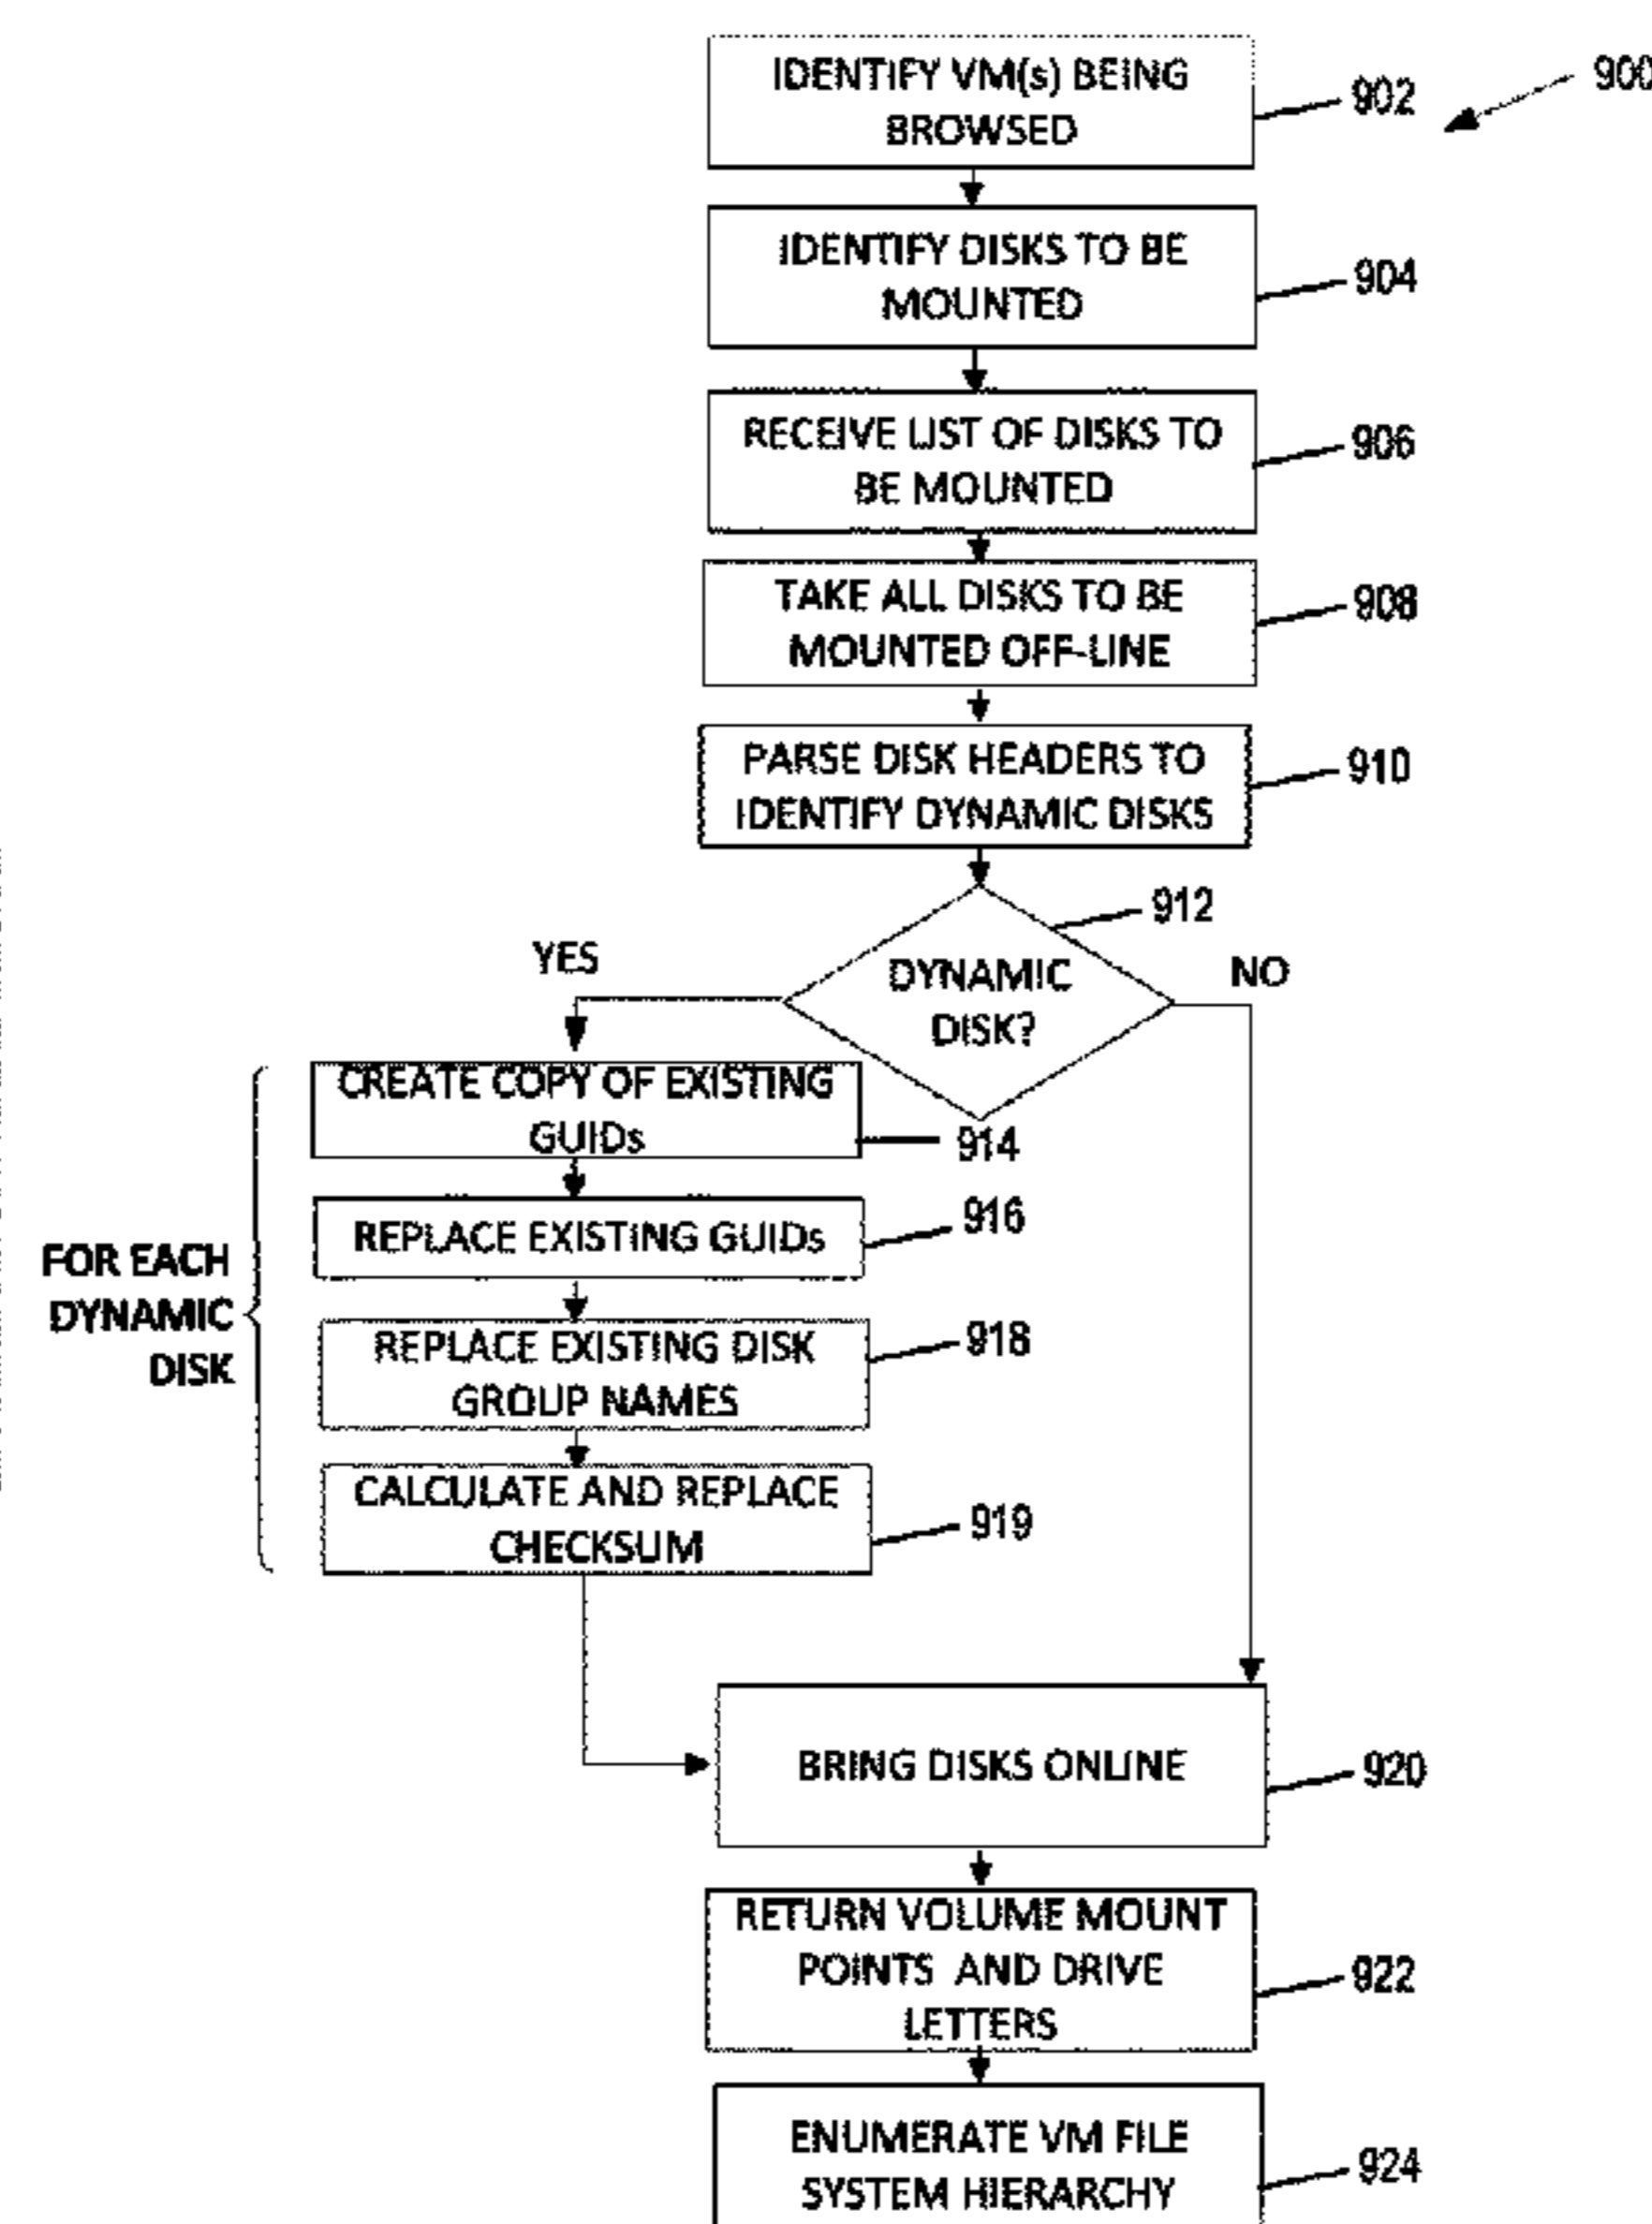 900
IDENTIFY VM(s) BEING
BROWSED
902
IDENTIFY DISKS TO BE
MOUNTED
904
RECEIVE LIST OF DISKS TO
BE MOUNTED
906
TAKE ALL DISKS TO BE
MOUNTED OFF-LINE
908
PARSE DISK HEADERS TO
IDENTIFY DYNAMIC DISKS
910
912
YES
DYNAMIC
DISK?
NO
FOR EACH
DYNAMIC
DISK
CREATE COPY OF EXISTING
GUIDs
914
REPLACE EXISTING GUIDs
916
REPLACE EXISTING DISK
GROUP NAMES
918
CALCULATE AND REPLACE
CHECKSUM
919
BRING DISKS ONLINE
920
RETURN VOLUME MOUNT
POINTS AND DRIVE
LETTERS
922
ENUMERATE VM FILE
SYSTEM HIERARCHY
924